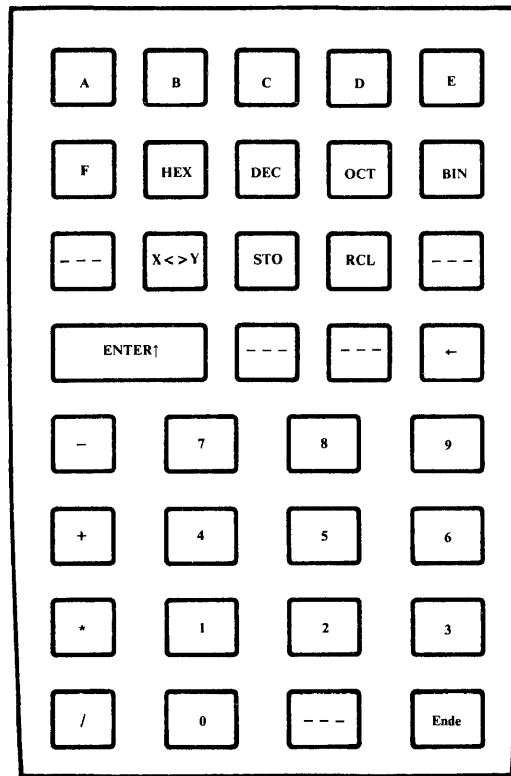 A B C D E
F HEX DEC OCT BIN
--- X<>Y STO RCL ---
ENTER↑ --- --- ←
- 7 8 9
+ 4 5 6
* 1 2 3
/ 0 --- Ende